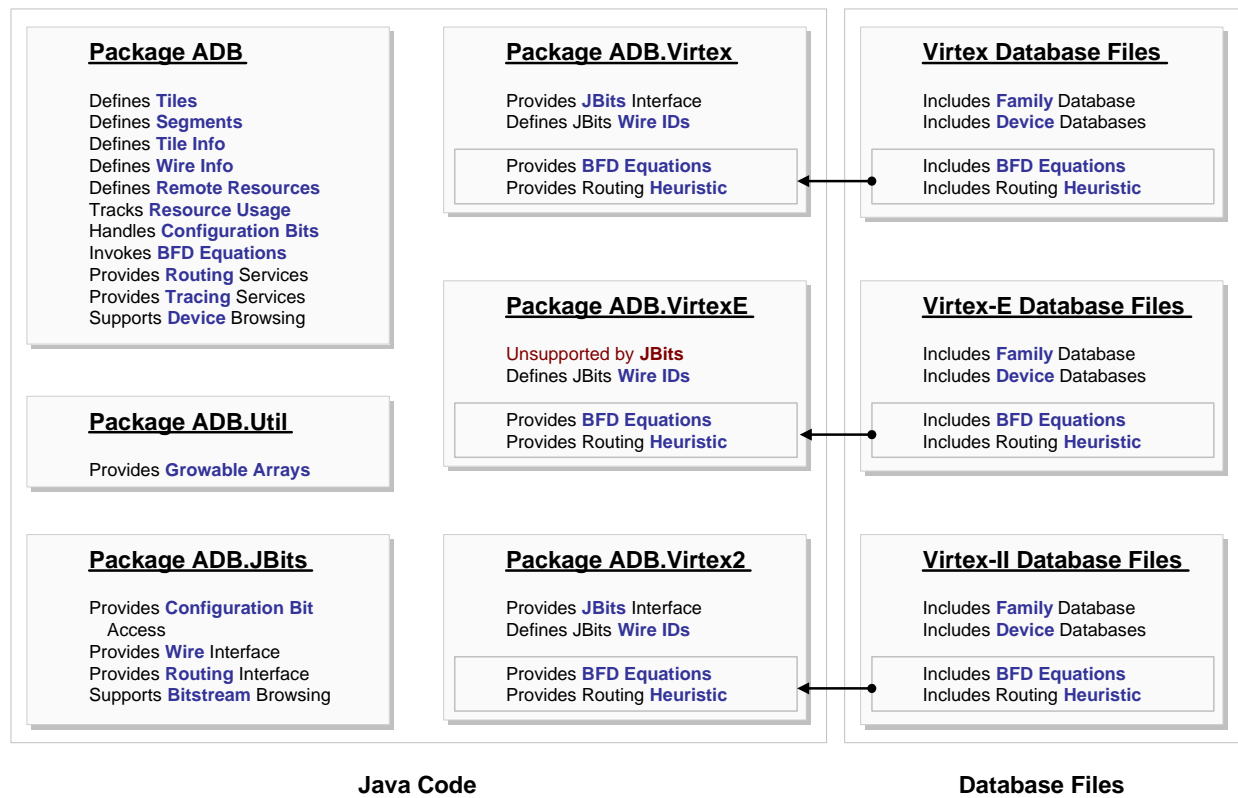 Package ADB
Defines Tiles
Defines Segments
Defines Tile Info
Defines Wire Info
Defines Remote Resources
Tracks Resource Usage
Handles Configuration Bits
Invokes BFD Equations
Provides Routing Services
Provides Tracing Services
Supports Device Browsing
Package ADB.Util
Provides Growable Arrays
Package ADB.JBits
Provides Configuration Bit
Access
Provides Wire Interface
Provides Routing Interface
Supports Bitstream Browsing
Package ADB.Virtex
Provides JBits Interface
Defines JBits Wire IDs
Provides BFD Equations
Provides Routing Heuristic
Package ADB.VirtexE
Unsupported by JBits
Defines JBits Wire IDs
Provides BFD Equations
Provides Routing Heuristic
Package ADB.Virtex2
Provides JBits Interface
Defines JBits Wire IDs
Provides BFD Equations
Provides Routing Heuristic
Java Code
Virtex Database Files
Includes Family Database
Includes Device Databases
Includes BFD Equations
Includes Routing Heuristic
Virtex-E Database Files
Includes Family Database
Includes Device Databases
Includes BFD Equations
Includes Routing Heuristic
Virtex-II Database Files
Includes Family Database
Includes Device Databases
Includes BFD Equations
Includes Routing Heuristic
Database Files